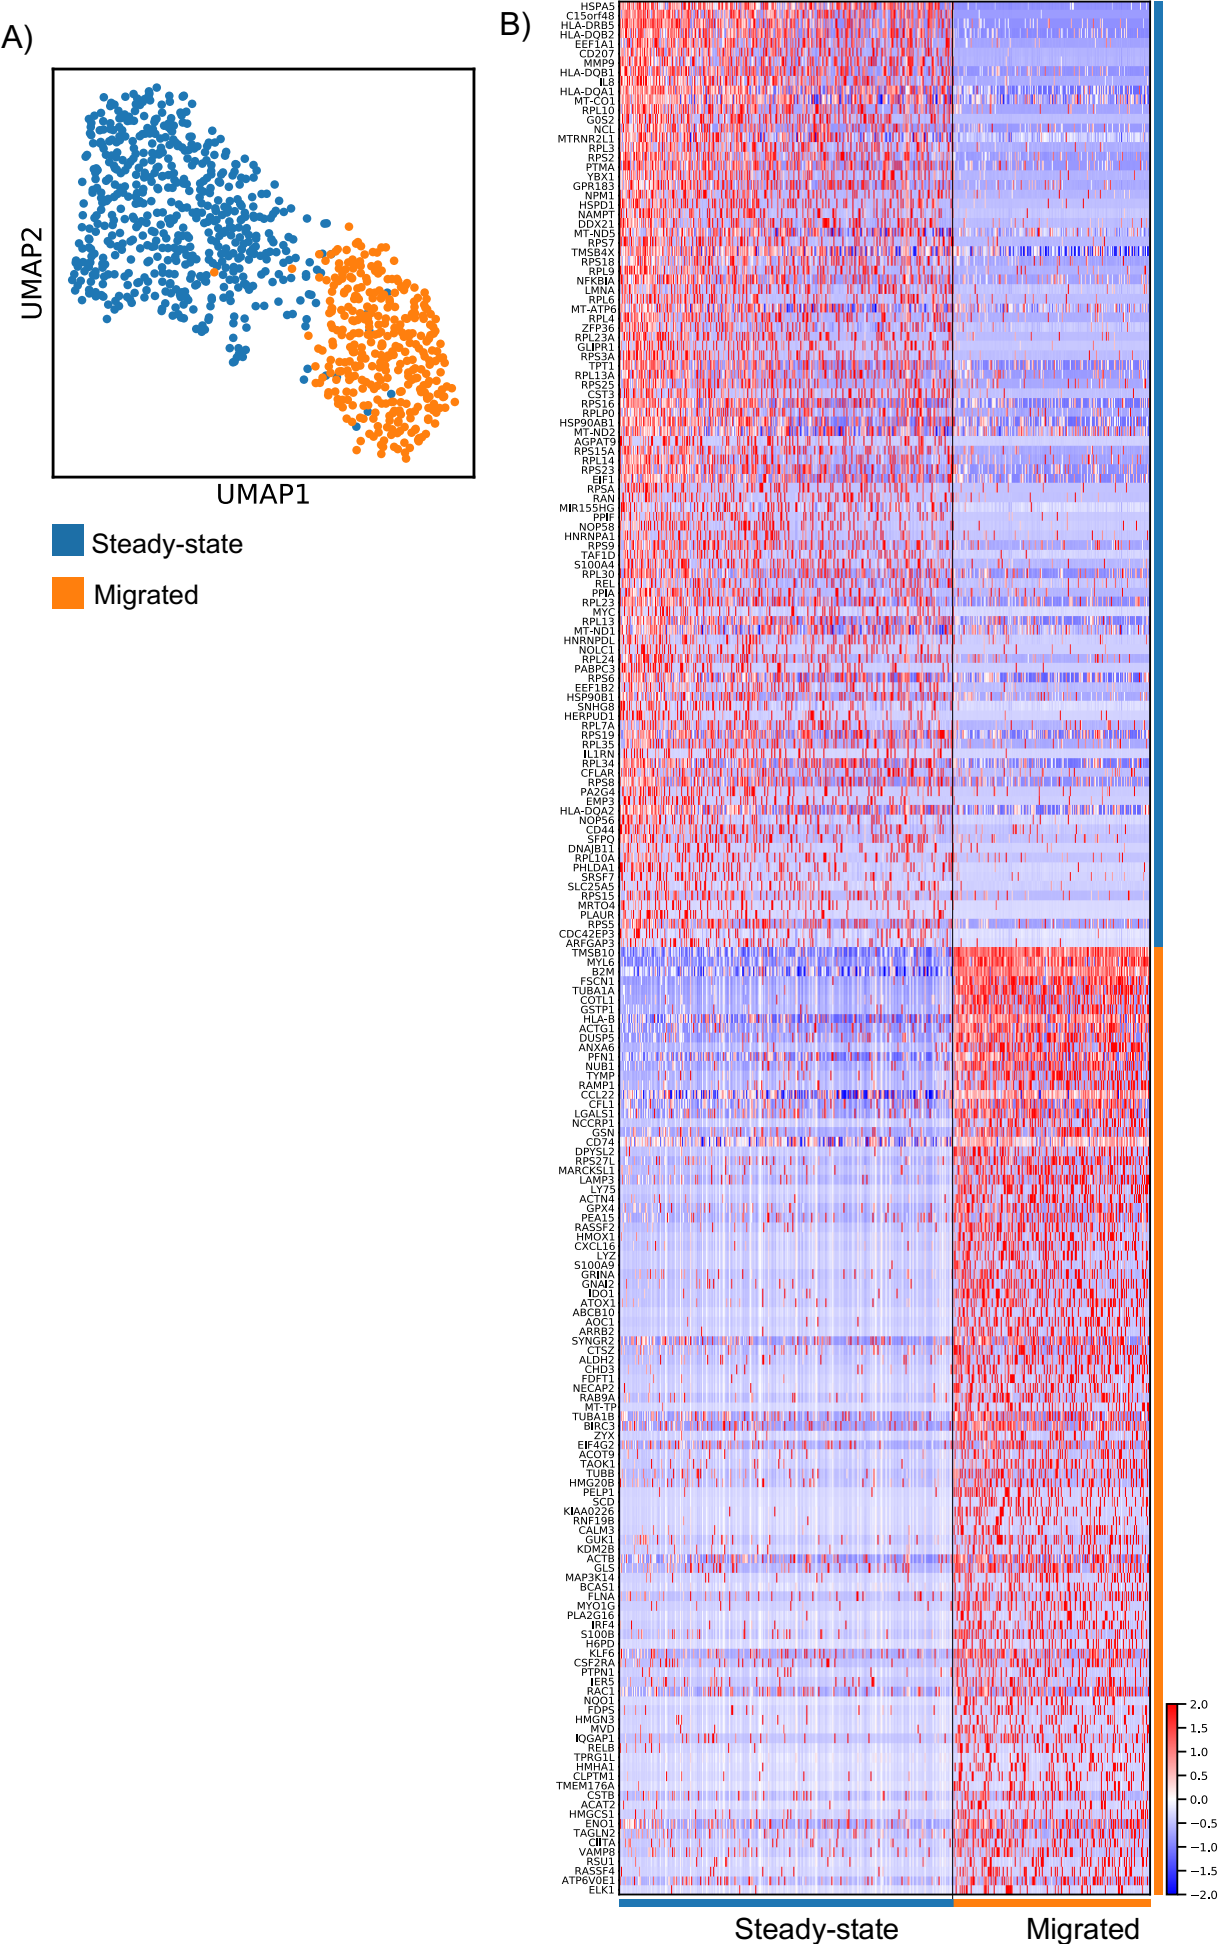 A)
UMAP2
UMAP1
Steady-state
Migrated
B)
HSPA5
C15orf48
HLA-DRB5
HLA-DQB2
EEF1A1
CD207
MMP9
HLA-DQB1
IL8
HLA-DQA1
MT-CO1
RPL10
G0S2
NCL
MTRNR2L1
RPL3
RPS2
PTMA
YBX1
GPR183
NPM1
HSPD1
NAMPT
DDX21
MT-ND5
RPS7
TMSB4X
RPS18
RPL9
NFKBIA
LMNA
RPL6
MT-ATP6
RPL4
ZFP36
RPL23A
GLIPR1
RPS3A
TPT1
RPL13A
RPS25
CST3
RPS16
RPLP0
HSP90AB1
MT-ND2
AGPAT9
RPS15A
RPL14
RPS23
EIF1
RPSA
RAN
MIR155HG
PPIF
NOP58
HNRNPA1
RPS9
TAF1D
S100A4
RPL30
REL
PPIA
RPL23
MYC
RPL13
MT-ND1
HNRNPDL
NOLC1
RPL24
PABPC3
RPS6
EEF1B2
HSP90B1
SNHG8
HERPUD1
RPL7A
RPS19
RPL35
IL1RN
RPL34
CFLAR
RPS8
PA2G4
EMP3
HLA-DQA2
NOP56
CD44
SFPQ
DNAJB11
RPL10A
PHLDA1
SRSF7
SLC25A5
RPS15
MRTO4
PLAUR
RPS5
CDC42EP3
ARFGAP3
TMSB10
MYL6
B2M
FSCN1
TUBA1A
COTL1
GSTP1
HLA-B
ACTG1
DUSP5
ANXA6
PFN1
NUB1
TYMP
RAMP1
CCL22
CFL1
LGALS1
NCCRP1
GSN
CD74
DPYSL2
RPS27L
MARCKSL1
LAMP3
LY75
ACTN4
GPX4
PEA15
RASSF2
HMOX1
CXCL16
LYZ
S100A9
GRINA
GNAI2
IDO1
ATOX1
ABCB10
AOC1
ARRB2
SYNGR2
CTSZ
ALDH2
CHD3
FDFT1
NECAP2
RAB9A
MT-TP
TUBA1B
BIRC3
ZYX
EIF4G2
ACOT9
TAOK1
TUBB
HMG20B
PELP1
SCD
KIAA0226
RNF19B
CALM3
GUK1
KDM2B
ACTB
GLS
MAP3K14
BCAS1
FLNA
MYO1G
PLA2G16
IRF4
S100B
H6PD
KLF6
CSF2RA
PTPN1
IER5
RAC1
NQO1
FDPS
HMGN3
MVD
IQGAP1
RELB
TPRG1L
HMHA1
CLPTM1
TMEM176A
CSTB
ACAT2
HMGCS1
ENO1
TAGLN2
CIITA
VAMP8
RSU1
RASSF4
ATP6V0E1
ELK1
2.0
1.5
1.0
0.5
0.0
−0.5
−1.0
−1.5
−2.0
Steady-state
Migrated